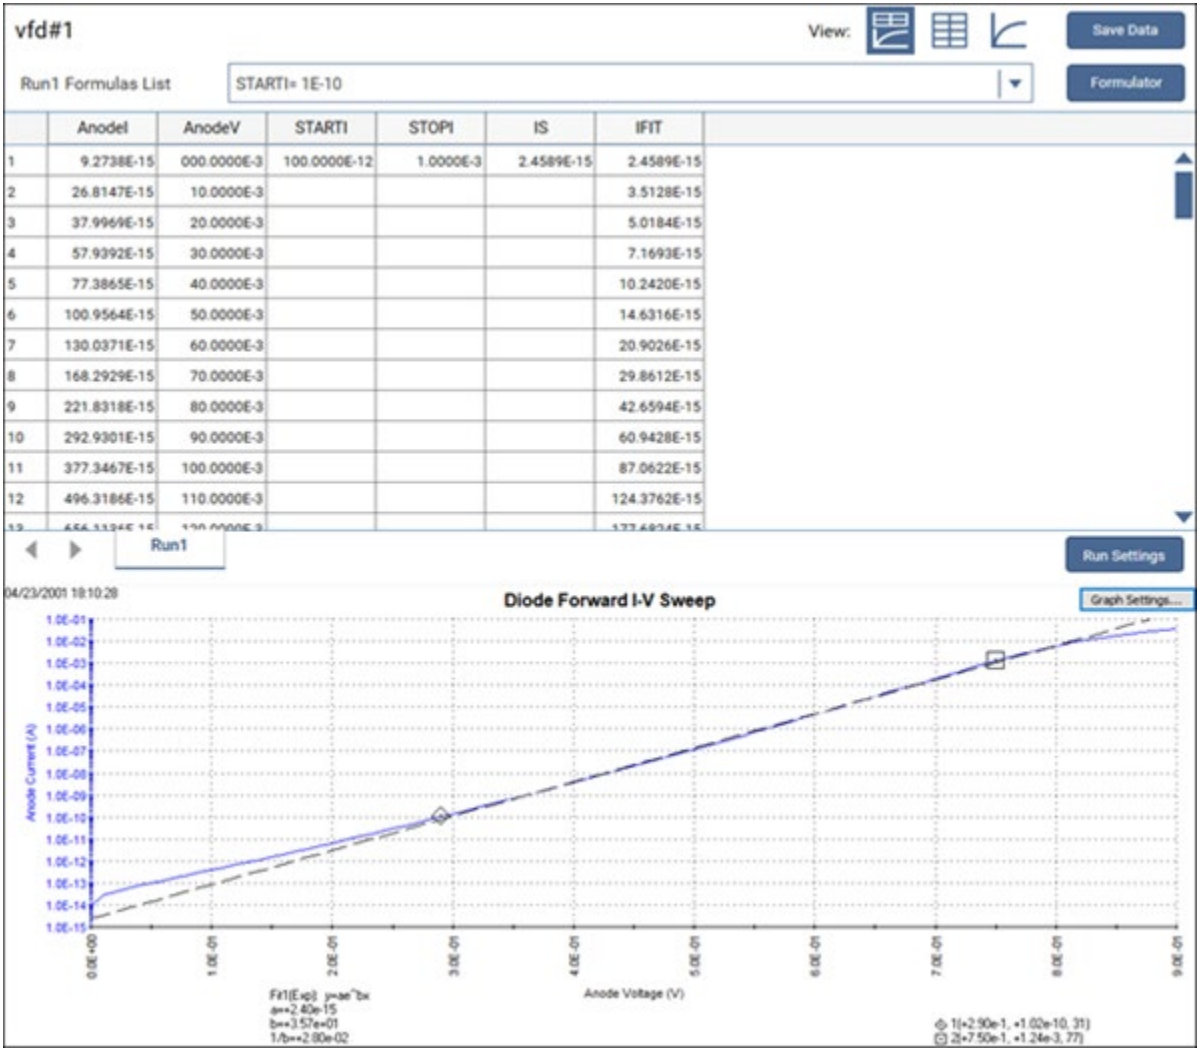 vfd#1
View:
Save Data
Run1 Formulas List
STARTI= 1E-10
Formulator
AnodeI AnodeV STARTI STOPI IS IFIT
1 9.2738E-15 000.0000E-3 100.0000E-12 1.0000E-3 2.4589E-15 2.4589E-15
2 26.8147E-15 10.0000E-3 3.5128E-15
3 37.9969E-15 20.0000E-3 5.0184E-15
4 57.9392E-15 30.0000E-3 7.1693E-15
5 77.3865E-15 40.0000E-3 10.2420E-15
6 100.9564E-15 50.0000E-3 14.6316E-15
7 130.0371E-15 60.0000E-3 20.9026E-15
8 168.2929E-15 70.0000E-3 29.8612E-15
9 221.8318E-15 80.0000E-3 42.6594E-15
10 292.9301E-15 90.0000E-3 60.9428E-15
11 377.3467E-15 100.0000E-3 87.0622E-15
12 496.3186E-15 110.0000E-3 124.3762E-15
Run1
Run Settings
04/23/2001 18:10:28
Diode Forward I-V Sweep
Graph Settings...
1.0E-01
1.0E-02
1.0E-03
1.0E-04
1.0E-05
1.0E-06
1.0E-07
1.0E-08
1.0E-09
1.0E-10
1.0E-11
1.0E-12
1.0E-13
1.0E-14
1.0E-15
Anode Current (A)
0.0E+00 1.0E-01 2.0E-01 3.0E-01 4.0E-01 5.0E-01 6.0E-01 7.0E-01 8.0E-01 9.0E-01
Anode Voltage (V)
Fit1(Exp): y=ae^bx
a=+2.40e-15
b=+3.57e+01
1/b=+2.80e-02
1(+2.90e-1, +1.02e-10, 31)
2(+7.50e-1, +1.24e-3, 77)